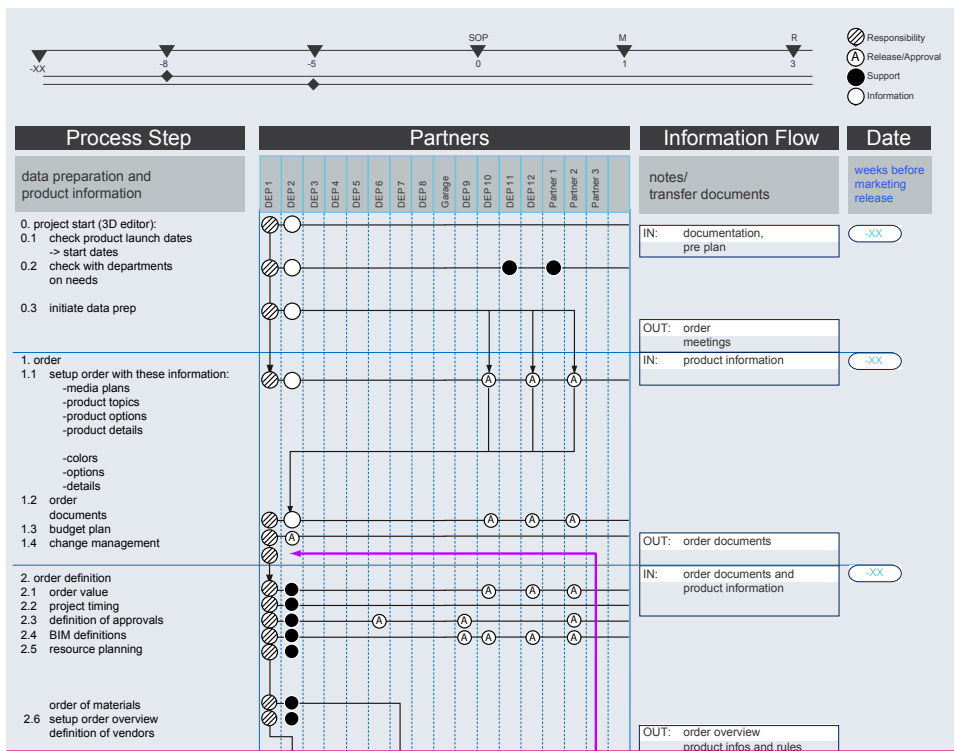 SOP M R
-XX -8 -5 0 1 3
Responsibility
A Release/Approval
Support
Information
Process Step Partners Information Flow Date
data preparation and
product information
DEP 1
DEP 2
DEP 3
DEP 4
DEP 5
DEP 6
DEP 7
DEP 8
Garage
DEP 9
DEP 10
DEP 11
DEP 12
Partner 1
Partner 2
Partner 3
notes/
transfer documents
weeks before
marketing
release
0. project start (3D editor):
0.1 check product launch dates
-> start dates
0.2 check with departments
on needs
0.3 initiate data prep
IN: documentation,
pre plan
-XX
OUT: order
meetings
1. order
1.1 setup order with these information:
-media plans
-product topics
-product options
-product details
-colors
-options
-details
A A A
IN: product information
-XX
1.2 order
documents
A A A
1.3 budget plan
A
1.4 change management
OUT: order documents
2. order definition
2.1 order value
A A A
2.2 project timing
2.3 definition of approvals
A A A
2.4 BIM definitions
A A A A
2.5 resource planning
IN: order documents and
product information
-XX
order of materials
2.6 setup order overview
definition of vendors
OUT: order overview
product infos and rules